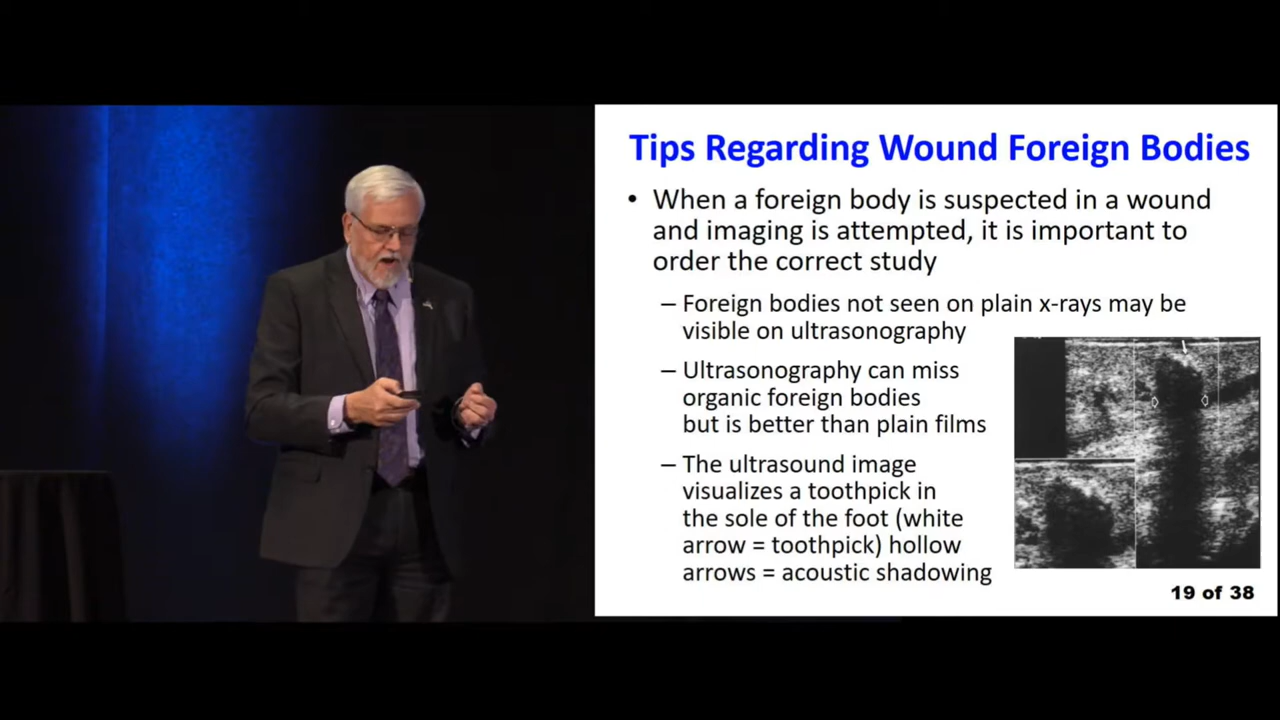 Tips Regarding Wound Foreign Bodies
• When a foreign body is suspected in a wound
and imaging is attempted, it is important to
order the correct study
– Foreign bodies not seen on plain x-rays may be
visible on ultrasonography
– Ultrasonography can miss
organic foreign bodies
but is better than plain films
– The ultrasound image
visualizes a toothpick in
the sole of the foot (white
arrow = toothpick) hollow
arrows = acoustic shadowing
19 of 38